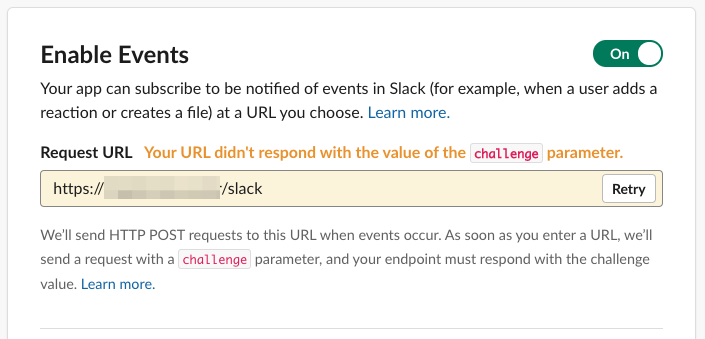 Enable Events
On
Your app can subscribe to be notified of events in Slack (for example, when a user adds a
reaction or creates a file) at a URL you choose. Learn more.
Request URL Your URL didn't respond with the value of the challenge parameter.
https:// /slack
Retry
We'll send HTTP POST requests to this URL when events occur. As soon as you enter a URL, we'll
send a request with a challenge parameter, and your endpoint must respond with the challenge
value. Learn more.